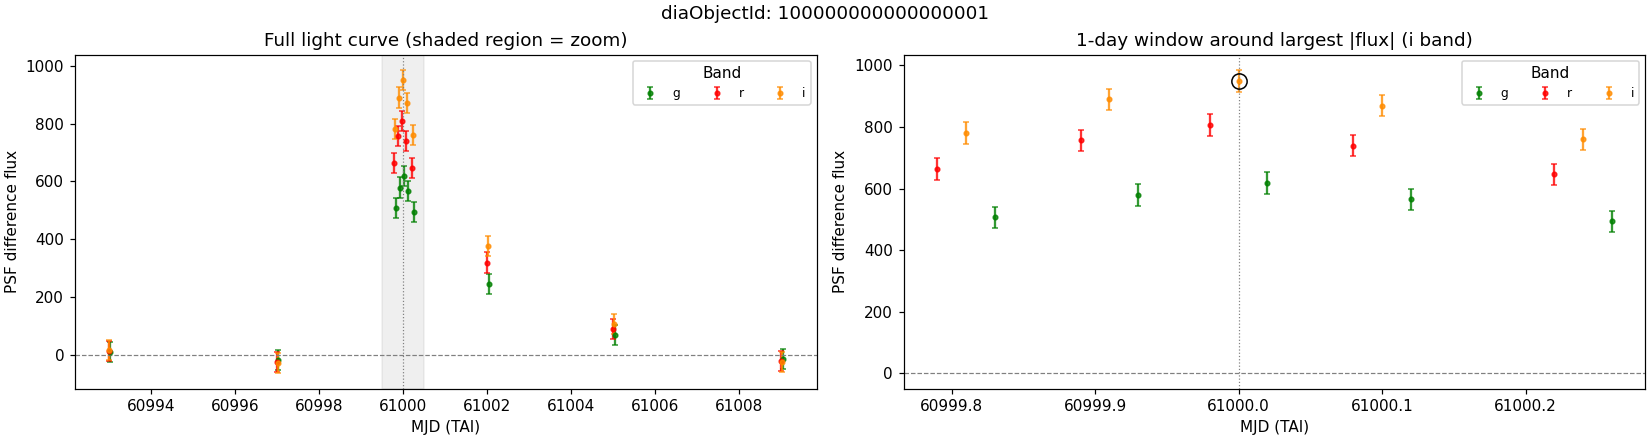 diaObjectId: 100000000000000001
Full light curve (shaded region = zoom)
PSF difference flux
1000
800
600
400
200
0
60994 60996 60998 61000 61002 61004 61006 61008
MJD (TAI)
Band
g r i
1-day window around largest |flux| (i band)
PSF difference flux
1000
800
600
400
200
0
60999.8 60999.9 61000.0 61000.1 61000.2
MJD (TAI)
Band
g r i